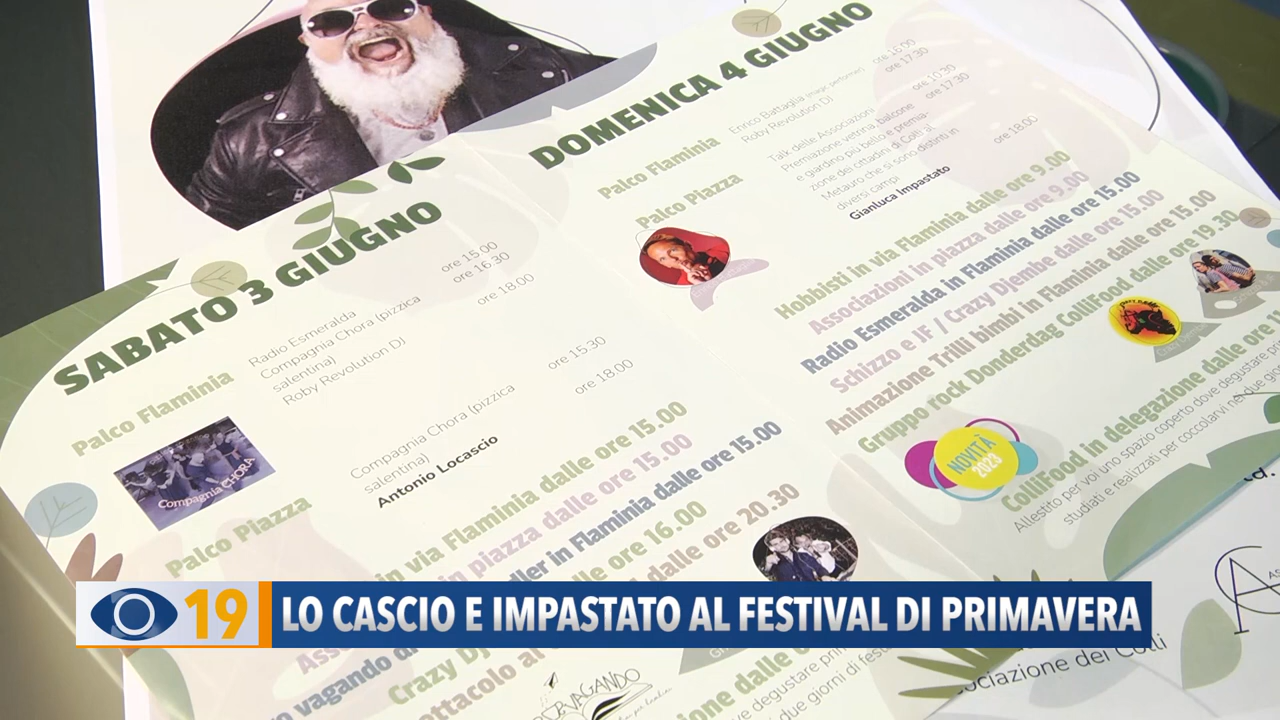 SABATO 3 GIUGNO
Palco Flaminia
Radio Esmeralda ore 15.00
Compagnia Chora (pizzica salentina) ore 16.30
Roby Revolution DJ ore 18.00
Compagnia CHORA
Palco Piazza
Compagnia Chora (pizzica ore 15.30
salentina)
Antonio Locascio ore 18.00
in via Flaminia dalle ore 15.00
in piazza dalle ore 15.00
in Flaminia dalle ore 15.00
ore 16.00
dalle ore 20.30
vagando
Crazy
DOMENICA 4 GIUGNO
Palco Flaminia
Enrico Battaglia (magic performer) ore 16.00
Roby Revolution DJ ore 17.30
Palco Piazza
Talk delle Associazioni ore 10.30
Premiazione vetrina, balcone ore 17.30
e giardino più bello e premia-
zione dei cittadini di Colli al
Metauro che si sono distinti in
diversi campi
Gianluca Impastato ore 18.00
Hobbisti in via Flaminia dalle ore 9.00
Associazioni in piazza dalle ore 9.00
Radio Esmeralda in Flaminia dalle ore 15.00
Schizzo e JF / Crazy Djembe dalle ore 15.00
Animazione Trilli bimbi in Flaminia dalle ore 15.00
Gruppo rock Donderdag ColliFood dalle ore 19.30
NOVITÀ
2023
ColliFood in delegazione dalle ore
Allestito per voi uno spazio coperto dove degustare
studiati e realizzati per coccolarvi nei due
due giorni di
19
LO CASCIO E IMPASTATO AL FESTIVAL DI PRIMAVERA
dei Colli